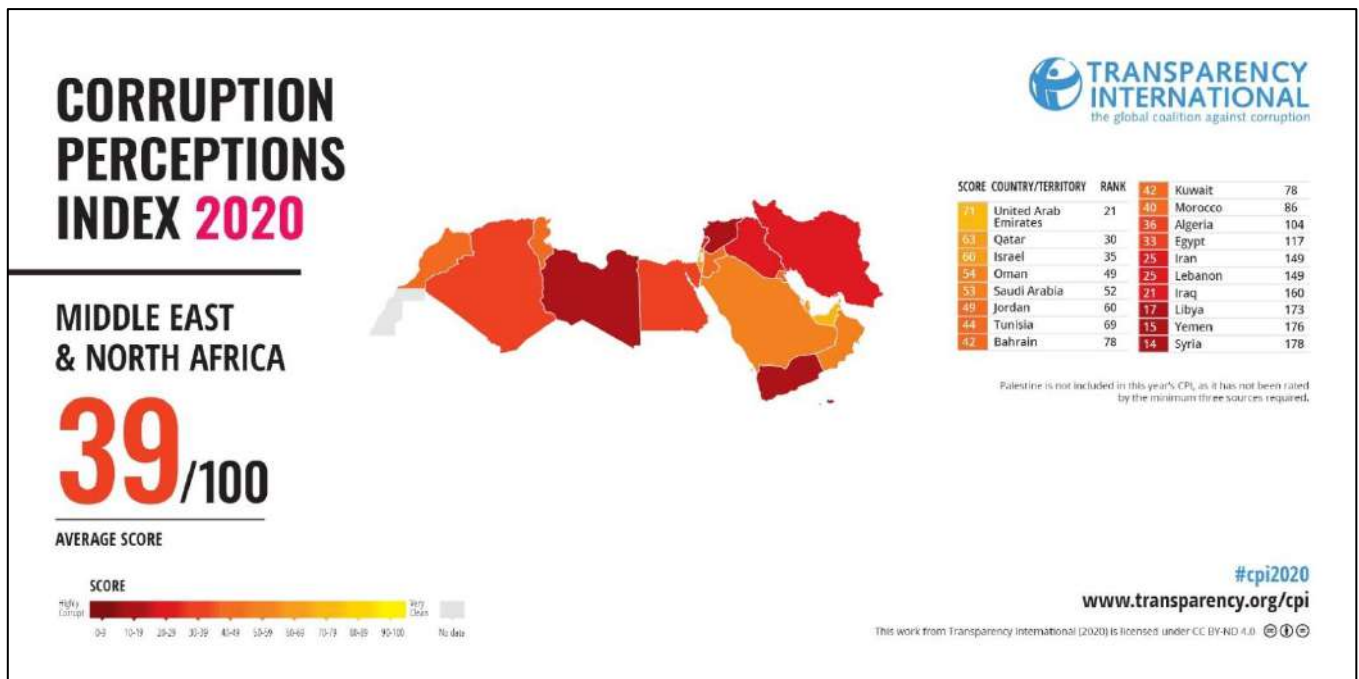 CORRUPTION
PERCEPTIONS
INDEX 2020
MIDDLE EAST
& NORTH AFRICA
39/100
AVERAGE SCORE
SCORE
Highly
Corrupt
Very
Clean
0-9 10-19 20-29 30-39 40-49 50-59 60-69 70-79 80-89 90-100 No data
TRANSPARENCY
INTERNATIONAL
the global coalition against corruption
SCORE COUNTRY/TERRITORY RANK
71 United Arab Emirates 21
63 Qatar 30
60 Israel 35
54 Oman 49
53 Saudi Arabia 52
49 Jordan 60
44 Tunisia 69
42 Bahrain 78
42 Kuwait 78
40 Morocco 86
36 Algeria 104
33 Egypt 117
25 Iran 149
25 Lebanon 149
21 Iraq 160
17 Libya 173
15 Yemen 176
14 Syria 178
Palestine is not included in this year's CPI, as it has not been rated
by the minimum three sources required.
#cpi2020
www.transparency.org/cpi
This work from Transparency International (2020) is licensed under CC BY-ND 4.0